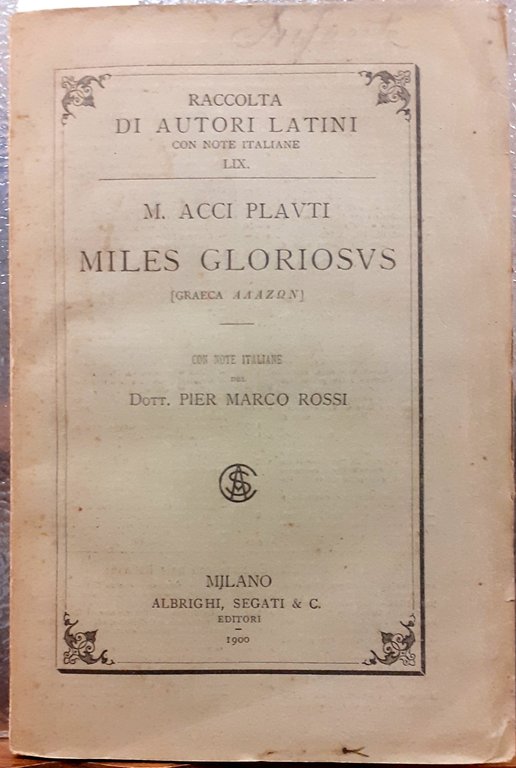 RACCOLTA
DI AUTORI LATINI
CON NOTE ITALIANE
LIX.
M. ACCI PLAVTI
MILES GLORIOSVS
[GRAECA ΑΛΑΖΩΝ]
CON NOTE ITALIANE
DEL
DOTT. PIER MARCO ROSSI
MILANO
ALBRIGHI, SEGATI & C.
EDITORI
1900